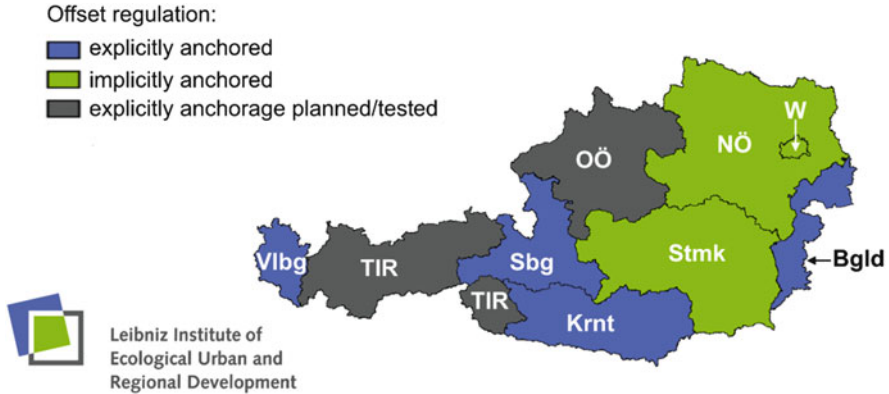 Offset regulation:
explicitly anchored
implicitly anchored
explicitly anchorage planned/tested
W
NÖ
OÖ
Vlbg
TIR
Sbg
Stmk
Bgld
TIR
Krnt
Leibniz Institute of
Ecological Urban and
Regional Development